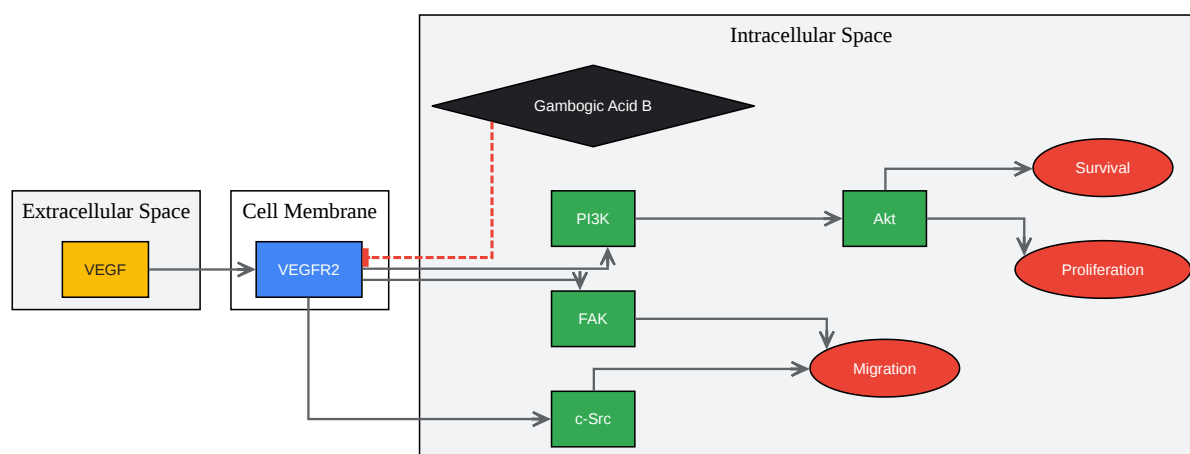 Intracellular Space
Gambogic Acid B
Survival
Extracellular Space
Cell Membrane
PI3K
Akt
VEGF
VEGFR2
Proliferation
FAK
Migration
c-Src